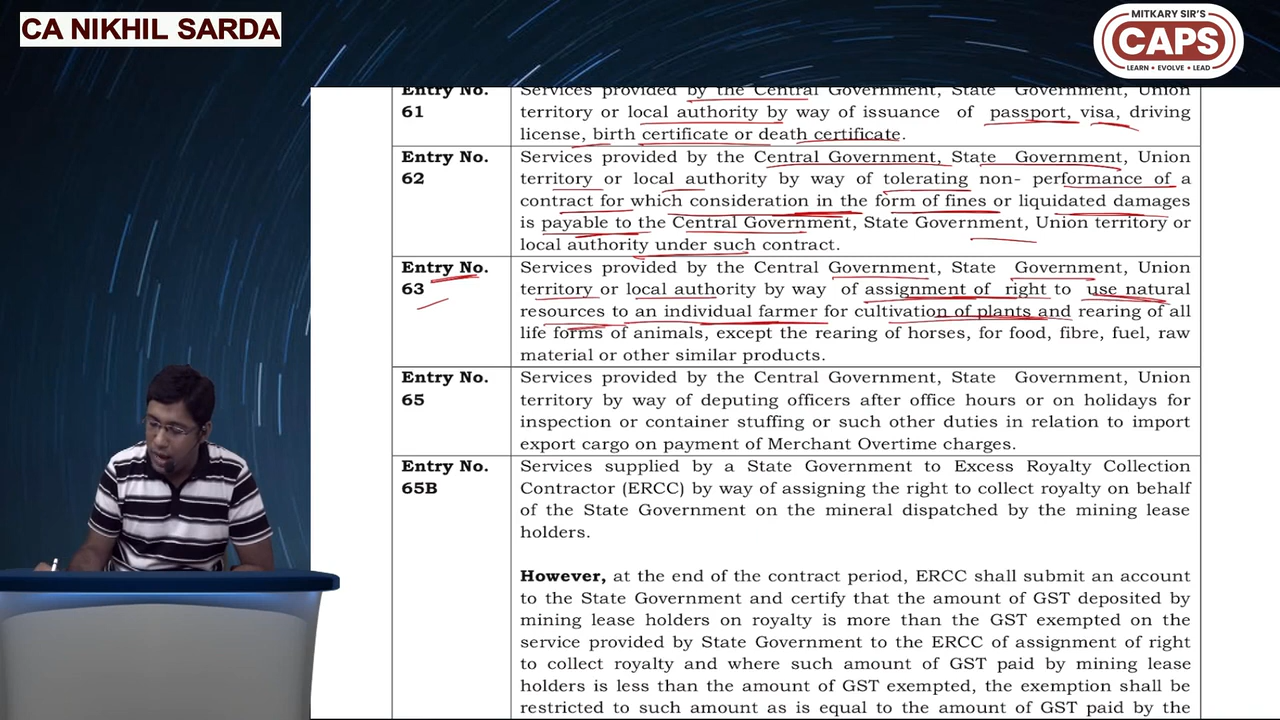 CA NIKHIL SARDA
MITKARY SIR'S
CAPS
LEARN • EVOLVE • LEAD
Entry No. Services provided by the Central Government, State Government, Union
61 territory or local authority by way of issuance of passport, visa, driving
license, birth certificate or death certificate.
Entry No. Services provided by the Central Government, State Government, Union
62 territory or local authority by way of tolerating non- performance of a
contract for which consideration in the form of fines or liquidated damages
is payable to the Central Government, State Government, Union territory or
local authority under such contract.
Entry No. Services provided by the Central Government, State Government, Union
63 territory or local authority by way of assignment of right to use natural
resources to an individual farmer for cultivation of plants and rearing of all
life forms of animals, except the rearing of horses, for food, fibre, fuel, raw
material or other similar products.
Entry No. Services provided by the Central Government, State Government, Union
65 territory by way of deputing officers after office hours or on holidays for
inspection or container stuffing or such other duties in relation to import
export cargo on payment of Merchant Overtime charges.
Entry No. Services supplied by a State Government to Excess Royalty Collection
65B Contractor (ERCC) by way of assigning the right to collect royalty on behalf
of the State Government on the mineral dispatched by the mining lease
holders.
However, at the end of the contract period, ERCC shall submit an account
to the State Government and certify that the amount of GST deposited by
mining lease holders on royalty is more than the GST exempted on the
service provided by State Government to the ERCC of assignment of right
to collect royalty and where such amount of GST paid by mining lease
holders is less than the amount of GST exempted, the exemption shall be
restricted to such amount as is equal to the amount of GST paid by the